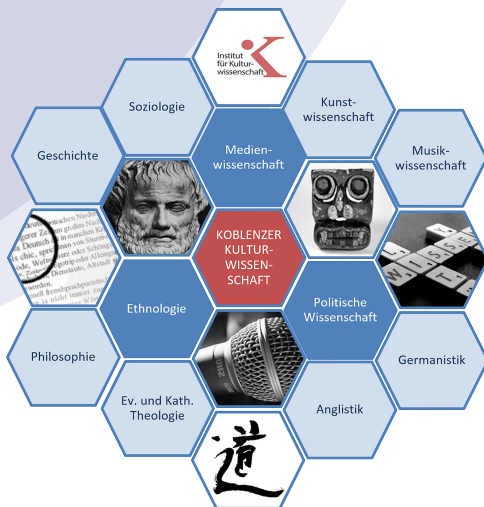 Institut
für Kultur-
wissenschaft
Soziologie
Kunst-
wissenschaft
Geschichte
Medien-
wissenschaft
Musik-
wissenschaft
KOBLENZER
KULTUR-
WISSEN-
SCHAFT
Ethnologie
Politische
Wissenschaft
Philosophie
Germanistik
Ev. und Kath.
Theologie
Anglistik
道